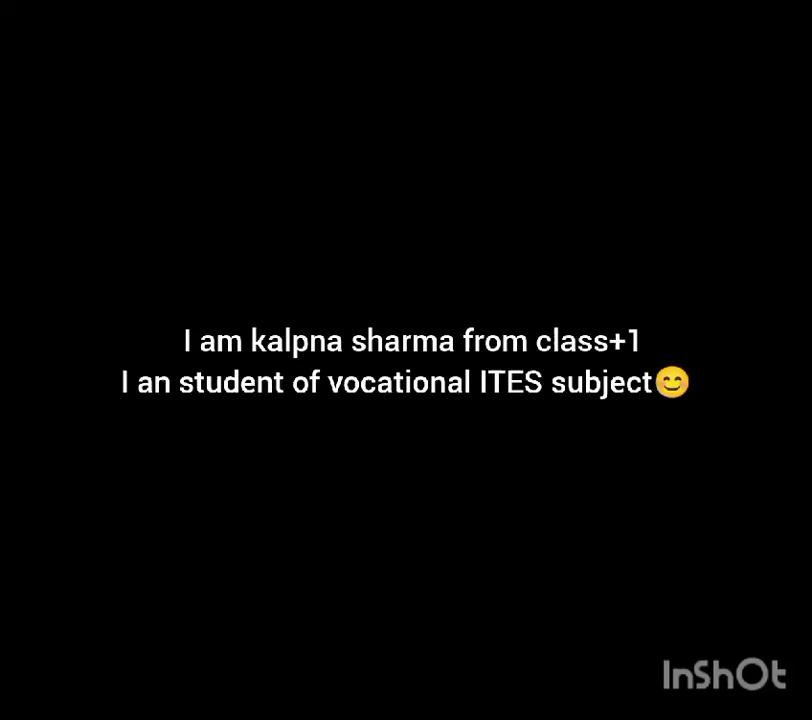 I am kalpna sharma from class+1
I an student of vocational ITES subject😊
InShOt